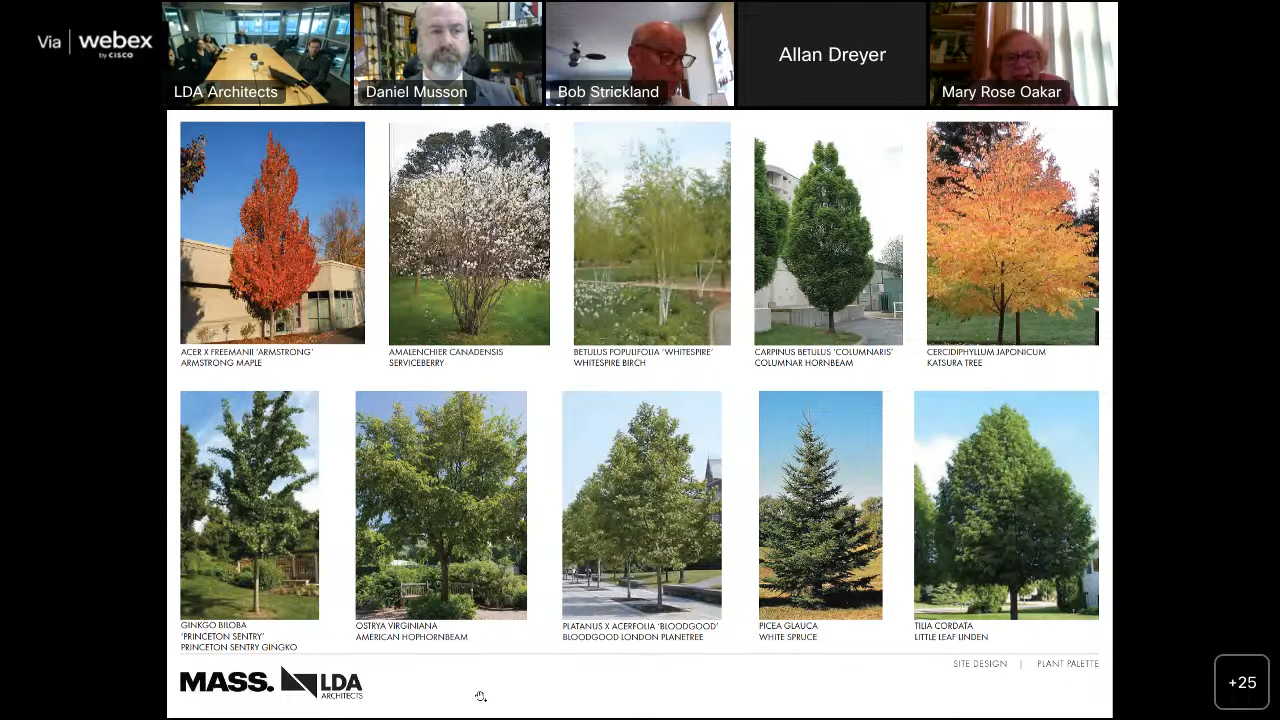 Via | webex
by CISCO
LDA Architects
Daniel Musson
Bob Strickland
Allan Dreyer
Mary Rose Oakar
ACER X FREEMANII 'ARMSTRONG'
ARMSTRONG MAPLE
AMALENCHIER CANADENSIS
SERVICEBERRY
BETULUS POPULIFOLIA 'WHITESPIRE'
WHITESPIRE BIRCH
CARPINUS BETULUS 'COLUMNARIS'
COLUMNAR HORNBEAM
CERCIDIPHYLLUM JAPONICUM
KATSURA TREE
GINKGO BILOBA
'PRINCETON SENTRY'
PRINCETON SENTRY GINGKO
OSTRYA VIRGINIANA
AMERICAN HOPHORNBEAM
PLATANUS X ACERFOLIA 'BLOODGOOD'
BLOODGOOD LONDON PLANETREE
PICEA GLAUCA
WHITE SPRUCE
TILIA CORDATA
LITTLE LEAF LINDEN
SITE DESIGN | PLANT PALETTE
MASS. LDA
ARCHITECTS
+25